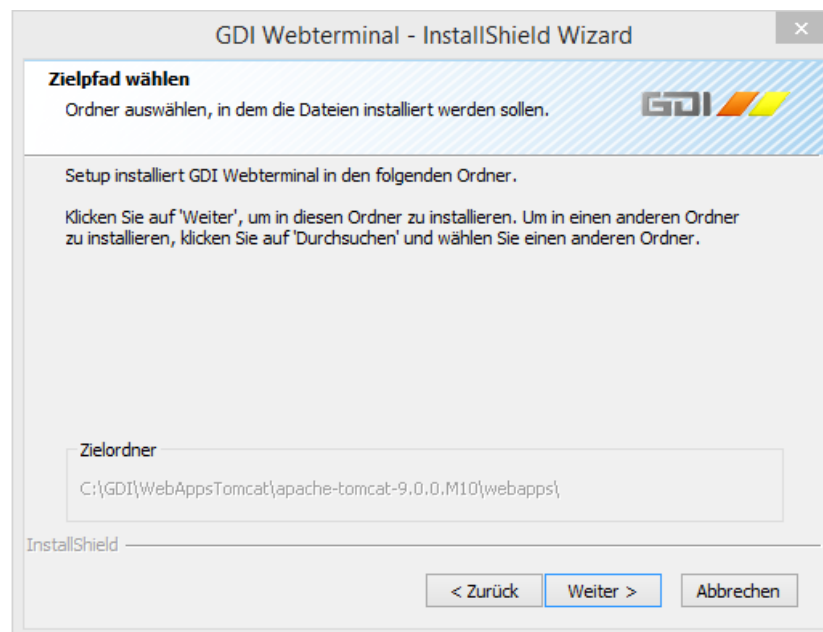 GDI Webterminal - InstallShield Wizard
Zielpfad wählen
Ordner auswählen, in dem die Dateien installiert werden sollen.
GDI
Setup installiert GDI Webterminal in den folgenden Ordner.
Klicken Sie auf 'Weiter', um in diesen Ordner zu installieren. Um in einen anderen Ordner
zu installieren, klicken Sie auf 'Durchsuchen' und wählen Sie einen anderen Ordner.
Zielordner
C:\GDI\WebAppsTomcat\apache-tomcat-9.0.0.M10\webapps\
InstallShield
< Zurück
Weiter >
Abbrechen